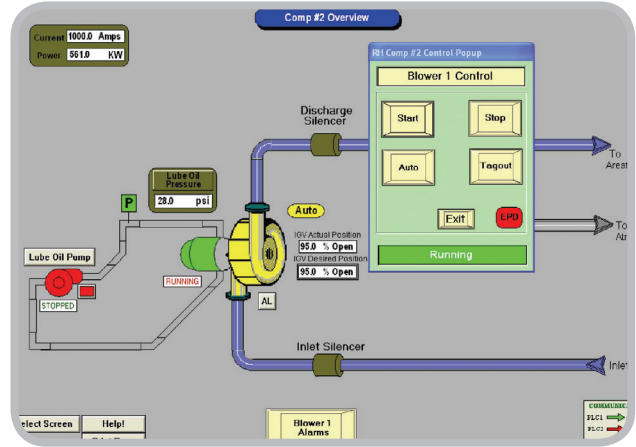 Comp #2 Overview
Current 1000.0 Amps
Power 561.0 KW
RH Comp #2 Control Popup
Blower 1 Control
Start
Stop
Auto
Tagout
Exit
EPD
Running
Discharge
Silencer
To
To
Lube Oil
Pressure
28.0 psi
P
Auto
IGV Actual Position
95.0 % Open
IGV Desired Position
95.0 % Open
Lube Oil Pump
STOPPED
RUNNING
AL
Inlet Silencer
Inlet
elect Screen
Help!
Blower 1
Alarms
PLC1
PLC2